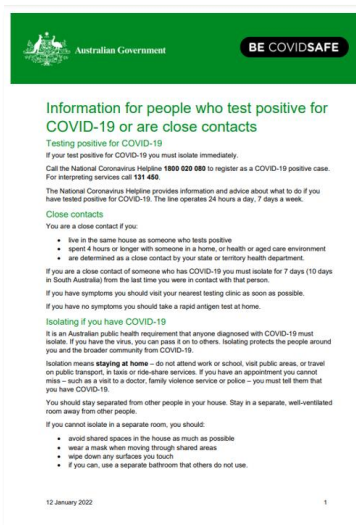 Australian Government
BE COVIDSAFE
Information for people who test positive for
COVID-19 or are close contacts
Testing positive for COVID-19
If your test positive for COVID-19 you must isolate immediately.
Call the National Coronavirus Helpline 1800 020 080 to register as a COVID-19 positive case.
For interpreting services call 131 450.
The National Coronavirus Helpline provides information and advice about what to do if you
have tested positive for COVID-19. The line operates 24 hours a day, 7 days a week.
Close contacts
You are a close contact if you:
• live in the same house as someone who tests positive
• spent 4 hours or longer with someone in a home, or health or aged care environment
• are determined as a close contact by your state or territory health department.
If you are a close contact of someone who has COVID-19 you must isolate for 7 days (10 days
in South Australia) from the last time you were in contact with that person.
If you have symptoms you should visit your nearest testing clinic as soon as possible.
If you have no symptoms you should take a rapid antigen test at home.
Isolating if you have COVID-19
It is an Australian public health requirement that anyone diagnosed with COVID-19 must
isolate. If you have the virus, you can pass it on to others. Isolating protects the people around
you and the broader community from COVID-19.
Isolation means staying at home – do not attend work or school, visit public areas, or travel
on public transport, in taxis or ride-share services. If you have an appointment you cannot
miss – such as a visit to a doctor, family violence service or police – you must tell them that
you have COVID-19.
You should stay separated from other people in your house. Stay in a separate, well-ventilated
room away from other people.
If you cannot isolate in a separate room, you should:
• avoid shared spaces in the house as much as possible
• wear a mask when moving through shared areas
• wipe down any surfaces you touch
• if you can, use a separate bathroom that others do not use.
12 January 2022
1